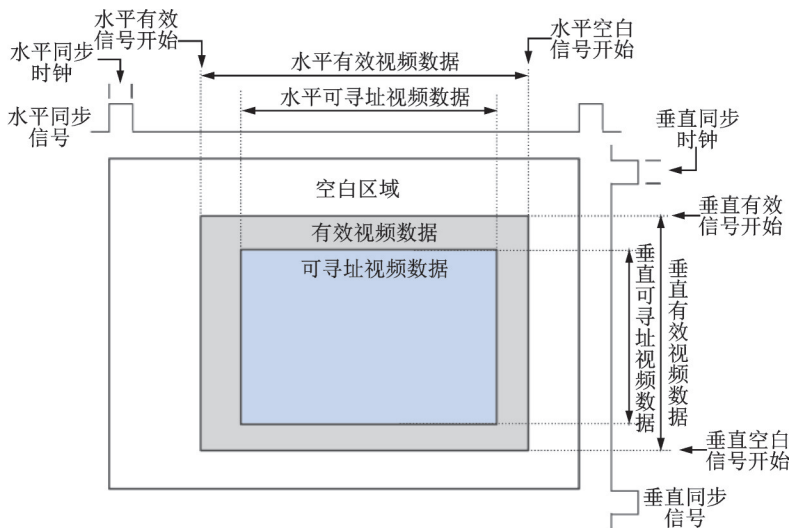 水平有效
信号开始
水平空白
信号开始
水平同步
时钟
水平有效视频数据
水平可寻址视频数据
水平同步
信号
垂直同步
时钟
空白区域
垂直有效
信号开始
有效视频数据
可寻址视频数据
垂直可寻址视频数据
垂直有效视频数据
垂直空白
信号开始
垂直同步
信号